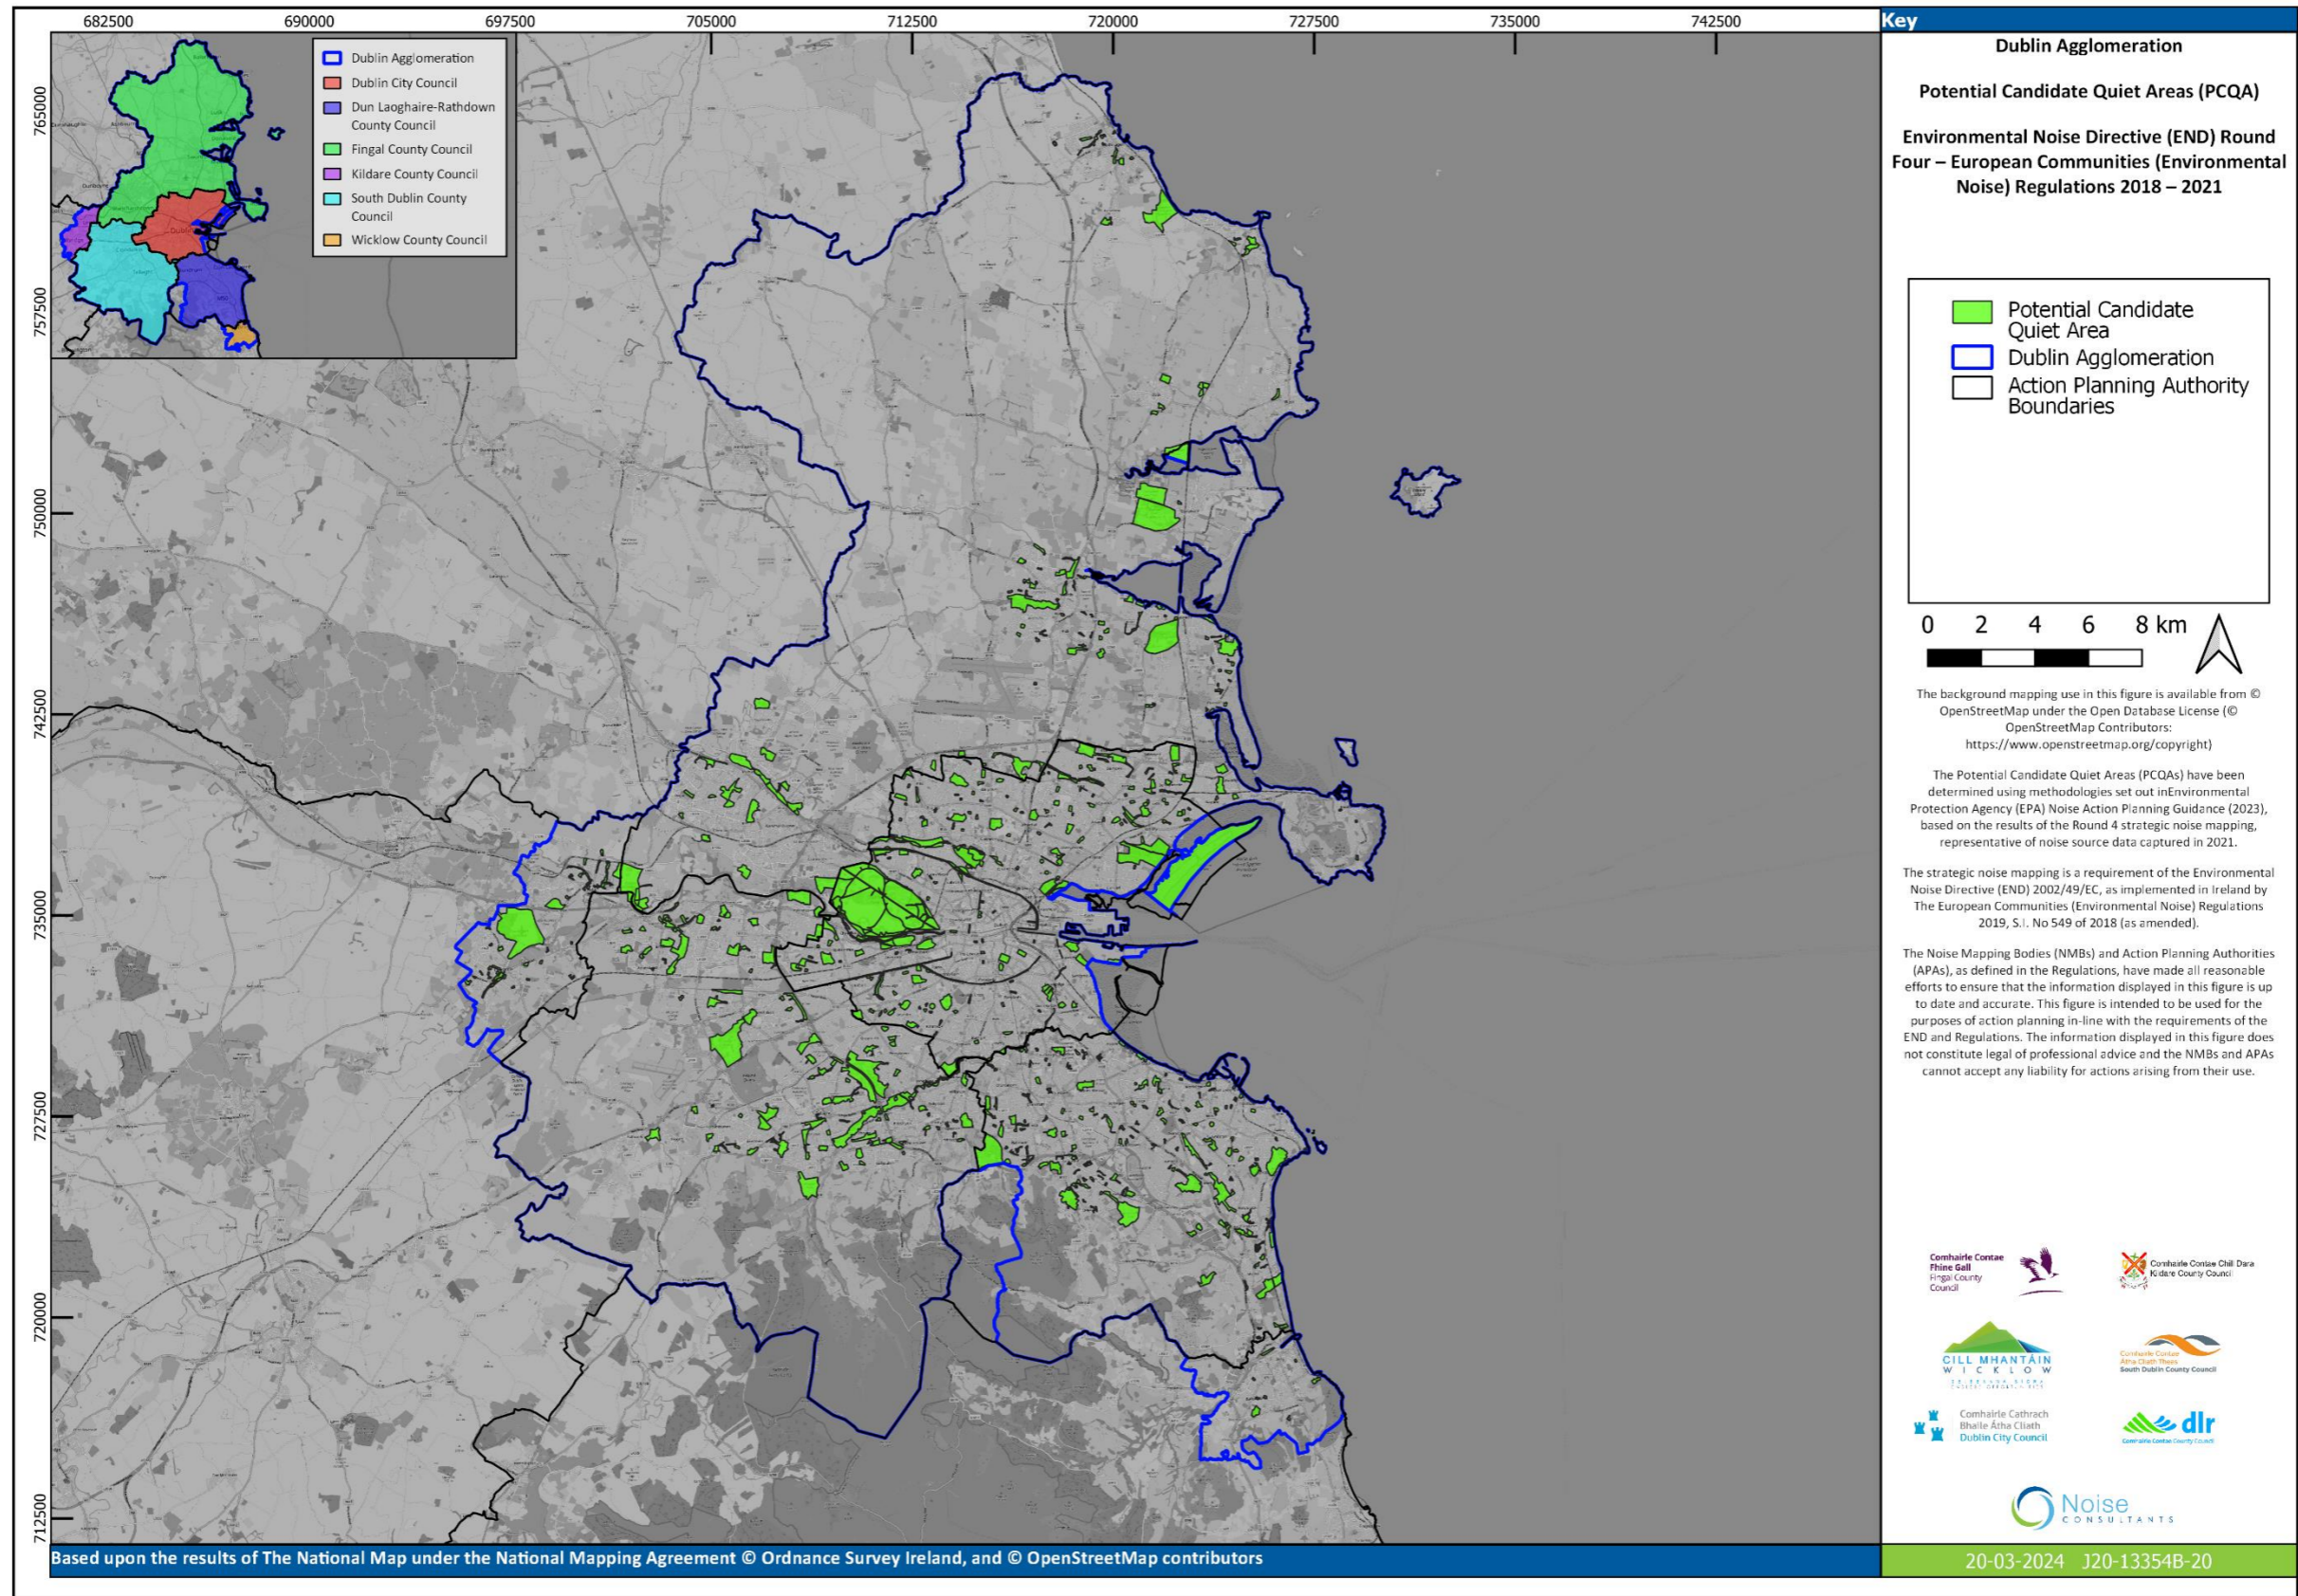 682500 690000 697500 705000 712500 720000 727500 735000 742500
765000
757500
750000
742500
735000
727500
720000
712500
Dublin Agglomeration
Dublin City Council
Dun Laoghaire-Rathdown
County Council
Fingal County Council
Kildare County Council
South Dublin County
Council
Wicklow County Council
Key
Dublin Agglomeration
Potential Candidate Quiet Areas (PCQA)
Environmental Noise Directive (END) Round
Four – European Communities (Environmental
Noise) Regulations 2018 – 2021
Potential Candidate
Quiet Area
Dublin Agglomeration
Action Planning Authority
Boundaries
0 2 4 6 8 km
The background mapping use in this figure is available from ©
OpenStreetMap under the Open Database License (©
OpenStreetMap Contributors:
https://www.openstreetmap.org/copyright)
The Potential Candidate Quiet Areas (PCQAs) have been
determined using methodologies set out inEnvironmental
Protection Agency (EPA) Noise Action Planning Guidance (2023),
based on the results of the Round 4 strategic noise mapping,
representative of noise source data captured in 2021.
The strategic noise mapping is a requirement of the Environmental
Noise Directive (END) 2002/49/EC, as implemented in Ireland by
The European Communities (Environmental Noise) Regulations
2019, S.I. No 549 of 2018 (as amended).
The Noise Mapping Bodies (NMBs) and Action Planning Authorities
(APAs), as defined in the Regulations, have made all reasonable
efforts to ensure that the information displayed in this figure is up
to date and accurate. This figure is intended to be used for the
purposes of action planning in-line with the requirements of the
END and Regulations. The information displayed in this figure does
not constitute legal of professional advice and the NMBs and APAs
cannot accept any liability for actions arising from their use.
Comhairle Contae
Fhine Gall
Fingal County
Council
Comhairle Contae Chill Dara
Kildare County Council
CILL MHANTÁIN
WICKLOW
Comhairle Contae
Átha Cliath Theas
South Dublin County Council
Comhairle Cathrach
Bhaile Átha Cliath
Dublin City Council
dlr
Comhairle Contae County Council
Noise
CONSULTANTS
Based upon the results of The National Map under the National Mapping Agreement © Ordnance Survey Ireland, and © OpenStreetMap contributors
20-03-2024 J20-13354B-20